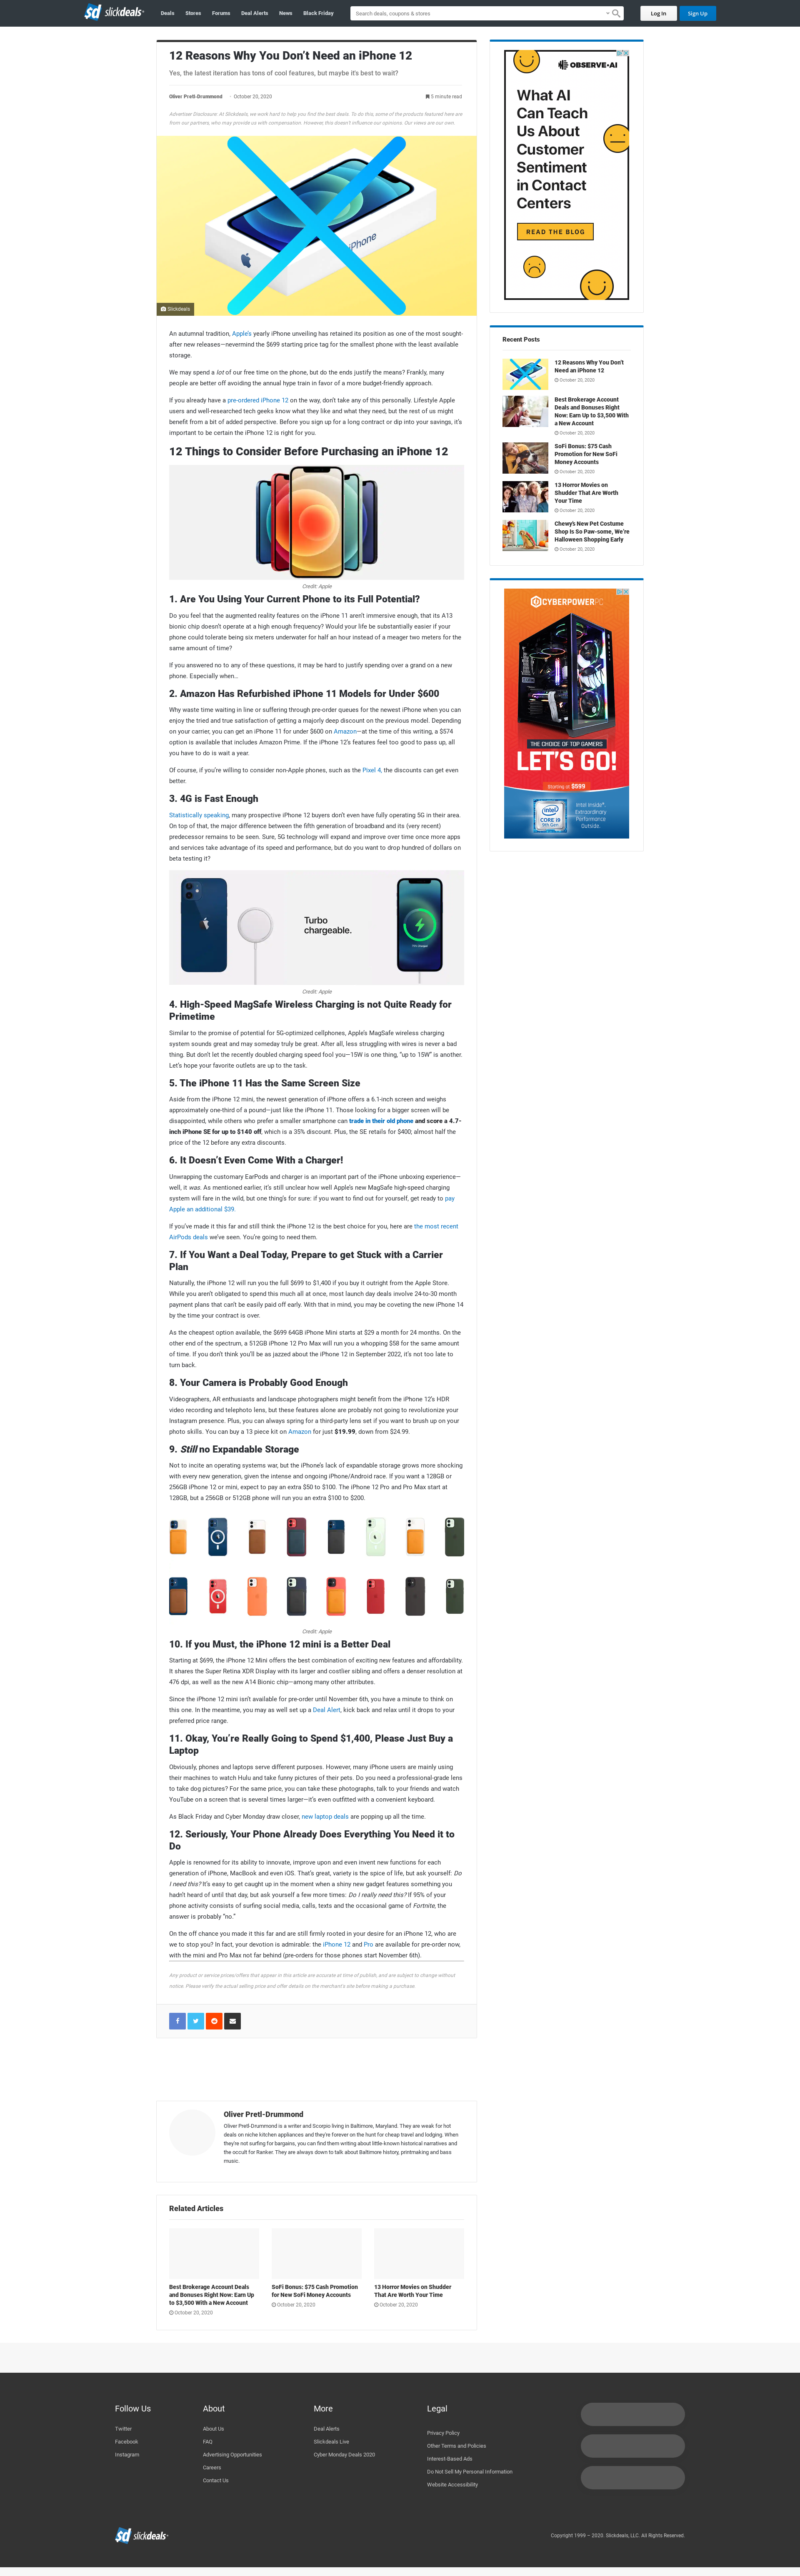 sd slickdeals
Deals
Stores
Forums
Deal Alerts
News
Black Friday
Search deals, coupons & stores
Log In
Sign Up
12 Reasons Why You Don't Need an iPhone 12
Yes, the latest iteration has tons of cool features, but maybe it's best to wait?
Oliver Pretl-Drummond - October 20, 2020
5 minute read
Advertiser Disclosure: At Slickdeals, we work hard to help you find the best deals. To do this, some of the products featured here are
from our partners, who may provide us with compensation. However, this doesn't influence our opinions. Our views are our own.
iPhone
Slickdeals
An autumnal tradition, Apple's yearly iPhone unveiling has retained its position as one of the most sought-
after new releases—nevermind the $699 starting price tag for the smallest phone with the least available
storage.
We may spend a lot of our free time on the phone, but do the ends justify the means? Frankly, many
people are better off avoiding the annual hype train in favor of a more budget-friendly approach.
If you already have a pre-ordered iPhone 12 on the way, don't take any of this personally. Lifestyle Apple
users and well-researched tech geeks know what they like and what they need, but the rest of us might
benefit from a bit of added perspective. Before you sign up for a long contract or dip into your savings, it's
important to be certain the iPhone 12 is right for you.
12 Things to Consider Before Purchasing an iPhone 12
Credit: Apple
1. Are You Using Your Current Phone to its Full Potential?
Do you feel that the augmented reality features on the iPhone 11 aren't immersive enough, that its A13
bionic chip doesn't operate at a high enough frequency? Would your life be substantially easier if your
phone could tolerate being six meters underwater for half an hour instead of a meager two meters for the
same amount of time?
If you answered no to any of these questions, it may be hard to justify spending over a grand on a new
phone. Especially when…
2. Amazon Has Refurbished iPhone 11 Models for Under $600
Why waste time waiting in line or suffering through pre-order queues for the newest iPhone when you can
enjoy the tried and true satisfaction of getting a majorly deep discount on the previous model. Depending
on your carrier, you can get an iPhone 11 for under $600 on Amazon—at the time of this writing, a $574
option is available that includes Amazon Prime. If the iPhone 12's features feel too good to pass up, all
you have to do is wait a year.
Of course, if you're willing to consider non-Apple phones, such as the Pixel 4, the discounts can get even
better.
3. 4G is Fast Enough
Statistically speaking, many prospective iPhone 12 buyers don't even have fully operating 5G in their area.
On top of that, the major difference between the fifth generation of broadband and its (very recent)
predecessor remains to be seen. Sure, 5G technology will expand and improve over time once more apps
and services take advantage of its speed and performance, but do you want to drop hundred of dollars on
beta testing it?
Turbo
chargeable.
Credit: Apple
4. High-Speed MagSafe Wireless Charging is not Quite Ready for
Primetime
Similar to the promise of potential for 5G-optimized cellphones, Apple's MagSafe wireless charging
system sounds great and may someday truly be great. After all, less struggling with wires is never a bad
thing. But don't let the recently doubled charging speed fool you—15W is one thing, "up to 15W" is another.
Let's hope your favorite outlets are up to the task.
5. The iPhone 11 Has the Same Screen Size
Aside from the iPhone 12 mini, the newest generation of iPhone offers a 6.1-inch screen and weighs
approximately one-third of a pound—just like the iPhone 11. Those looking for a bigger screen will be
disappointed, while others who prefer a smaller smartphone can trade in their old phone and score a 4.7-
inch iPhone SE for up to $140 off, which is a 35% discount. Plus, the SE retails for $400, almost half the
price of the 12 before any extra discounts.
6. It Doesn't Even Come With a Charger!
Unwrapping the customary EarPods and charger is an important part of the iPhone unboxing experience—
well, it was. As mentioned earlier, it's still unclear how well Apple's new MagSafe high-speed charging
system will fare in the wild, but one thing's for sure: if you want to find out for yourself, get ready to pay
Apple an additional $39.
If you've made it this far and still think the iPhone 12 is the best choice for you, here are the most recent
AirPods deals we've seen. You're going to need them.
7. If You Want a Deal Today, Prepare to get Stuck with a Carrier
Plan
Naturally, the iPhone 12 will run you the full $699 to $1,400 if you buy it outright from the Apple Store.
While you aren't obligated to spend this much all at once, most launch day deals involve 24-to-30 month
payment plans that can't be easily paid off early. With that in mind, you may be coveting the new iPhone 14
by the time your contract is over.
As the cheapest option available, the $699 64GB iPhone Mini starts at $29 a month for 24 months. On the
other end of the spectrum, a 512GB iPhone 12 Pro Max will run you a whopping $58 for the same amount
of time. If you don't think you'll be as jazzed about the iPhone 12 in September 2022, it's not too late to
turn back.
8. Your Camera is Probably Good Enough
Videographers, AR enthusiasts and landscape photographers might benefit from the iPhone 12's HDR
video recording and telephoto lens, but these features alone are probably not going to revolutionize your
Instagram presence. Plus, you can always spring for a third-party lens set if you want to brush up on your
photo skills. You can buy a 13 piece kit on Amazon for just $19.99, down from $24.99.
9. Still no Expandable Storage
Not to incite an operating systems war, but the iPhone's lack of expandable storage grows more shocking
with every new generation, given the intense and ongoing iPhone/Android race. If you want a 128GB or
256GB iPhone 12 or mini, expect to pay an extra $50 to $100. The iPhone 12 Pro and Pro Max start at
128GB, but a 256GB or 512GB phone will run you an extra $100 to $200.
Credit: Apple
10. If you Must, the iPhone 12 mini is a Better Deal
Starting at $699, the iPhone 12 Mini offers the best combination of exciting new features and affordability.
It shares the Super Retina XDR Display with its larger and costlier sibling and offers a denser resolution at
476 dpi, as well as the new A14 Bionic chip—among many other attributes.
Since the iPhone 12 mini isn't available for pre-order until November 6th, you have a minute to think on
this one. In the meantime, you may as well set up a Deal Alert, kick back and relax until it drops to your
preferred price range.
11. Okay, You're Really Going to Spend $1,400, Please Just Buy a
Laptop
Obviously, phones and laptops serve different purposes. However, many iPhone users are mainly using
their machines to watch Hulu and take funny pictures of their pets. Do you need a professional-grade lens
to take dog pictures? For the same price, you can take these photographs, talk to your friends and watch
YouTube on a screen that is several times larger—it's even outfitted with a convenient keyboard.
As Black Friday and Cyber Monday draw closer, new laptop deals are popping up all the time.
12. Seriously, Your Phone Already Does Everything You Need it to
Do
Apple is renowned for its ability to innovate, improve upon and even invent new functions for each
generation of iPhone, MacBook and even iOS. That's great, variety is the spice of life, but ask yourself: Do
I need this? It's easy to get caught up in the moment when a shiny new gadget features something you
hadn't heard of until that day, but ask yourself a few more times: Do I really need this? If 95% of your
phone activity consists of surfing social media, calls, texts and the occasional game of Fortnite, the
answer is probably "no."
On the off chance you made it this far and are still firmly rooted in your desire for an iPhone 12, who are
we to stop you? In fact, your devotion is admirable: the iPhone 12 and Pro are available for pre-order now,
with the mini and Pro Max not far behind (pre-orders for those phones start November 6th).
Any product or service prices/offers that appear in this article are accurate at time of publish, and are subject to change without
notice. Please verify the actual selling price and offer details on the merchant's site before making a purchase.
Oliver Pretl-Drummond
Oliver Pretl-Drummond is a writer and Scorpio living in Baltimore, Maryland. They are weak for hot
deals on niche kitchen appliances and they're forever on the hunt for cheap travel and lodging. When
they're not surfing for bargains, you can find them writing about little-known historical narratives and
the occult for Ranker. They are always down to talk about Baltimore history, printmaking and bass
music.
Related Articles
Best Brokerage Account Deals
and Bonuses Right Now: Earn Up
to $3,500 With a New Account
October 20, 2020
SoFi Bonus: $75 Cash Promotion
for New SoFi Money Accounts
October 20, 2020
13 Horror Movies on Shudder
That Are Worth Your Time
October 20, 2020
OBSERVE.AI
What AI
Can Teach
Us About
Customer
Sentiment
in Contact
Centers
READ THE BLOG
Recent Posts
12 Reasons Why You Don't
Need an iPhone 12
October 20, 2020
Best Brokerage Account
Deals and Bonuses Right
Now: Earn Up to $3,500 With
a New Account
October 20, 2020
SoFi Bonus: $75 Cash
Promotion for New SoFi
Money Accounts
October 20, 2020
13 Horror Movies on
Shudder That Are Worth
Your Time
October 20, 2020
Chewy's New Pet Costume
Shop Is So Paw-some, We're
Halloween Shopping Early
October 20, 2020
CYBERPOWERPC
THE CHOICE OF TOP GAMERS
LET'S GO!
Starting at $599
intel CORE i9
Intel Inside®.
Extraordinary
Performance
Outside.
Follow Us
Twitter
Facebook
Instagram
About
About Us
FAQ
Advertising Opportunities
Careers
Contact Us
More
Deal Alerts
Slickdeals Live
Cyber Monday Deals 2020
Legal
Privacy Policy
Other Terms and Policies
Interest-Based Ads
Do Not Sell My Personal Information
Website Accessibility
sd slickdeals
Copyright 1999 – 2020. Slickdeals, LLC. All Rights Reserved.